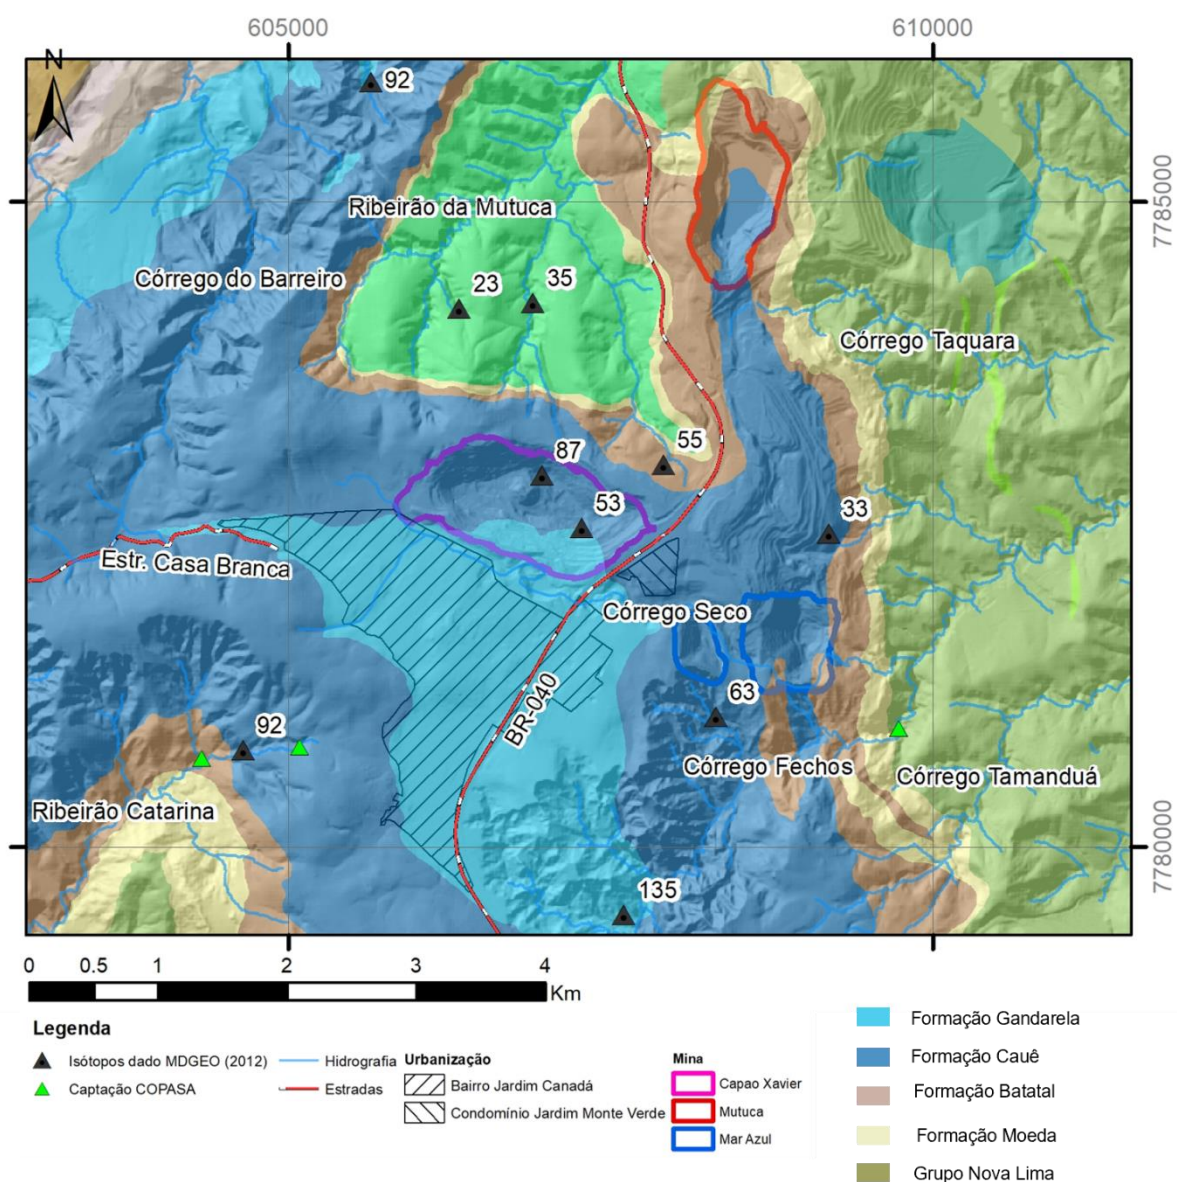 605000
610000
N
92
785000
Ribeirão da Mutuca
Córrego do Barreiro
23
35
Córrego Taquara
55
87
53
33
Estr. Casa Branca
Córrego Seco
63
BR-040
92
Córrego Fechos
Córrego Tamanduá
Ribeirão Catarina
780000
135
0 0.5 1 2 3 4
Km
Legenda
Isótopos dado MDGEO (2012)
Captação COPASA
Hidrografia
Estradas
Urbanização
Bairro Jardim Canadá
Condomínio Jardim Monte Verde
Mina
Capao Xavier
Mutuca
Mar Azul
Formação Gandarela
Formação Cauê
Formação Batatal
Formação Moeda
Grupo Nova Lima